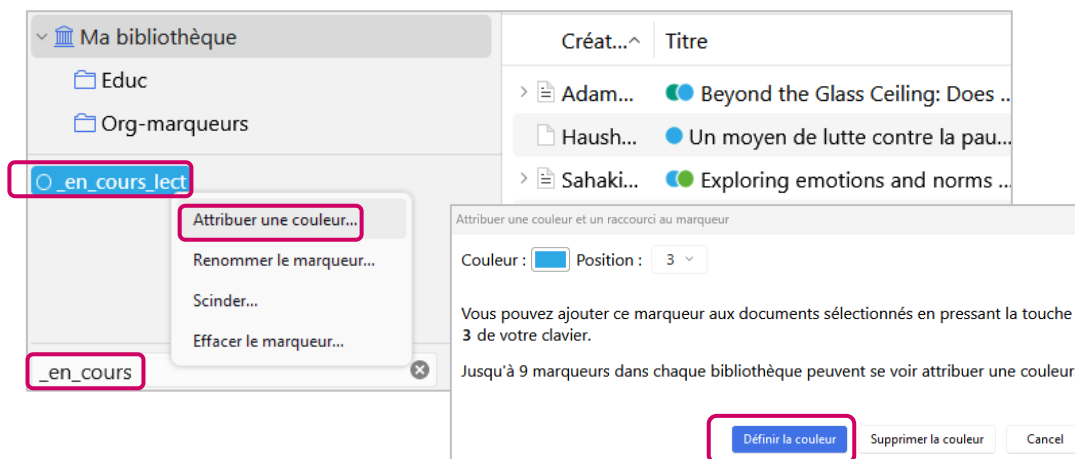 Ma bibliothèque
Educ
Org-marqueurs
_en_cours_lect
Attribuer une couleur...
Renommer le marqueur...
Scinder...
Effacer le marqueur...
_en_cours
Créat... Titre
Adam... Beyond the Glass Ceiling: Does ..
Haush... Un moyen de lutte contre la pau...
Sahaki... Exploring emotions and norms ...
Attribuer une couleur et un raccourci au marqueur
Couleur : Position : 3
Vous pouvez ajouter ce marqueur aux documents sélectionnés en pressant la touche
3 de votre clavier.
Jusqu'à 9 marqueurs dans chaque bibliothèque peuvent se voir attribuer une couleur
Définir la couleur Supprimer la couleur Cancel